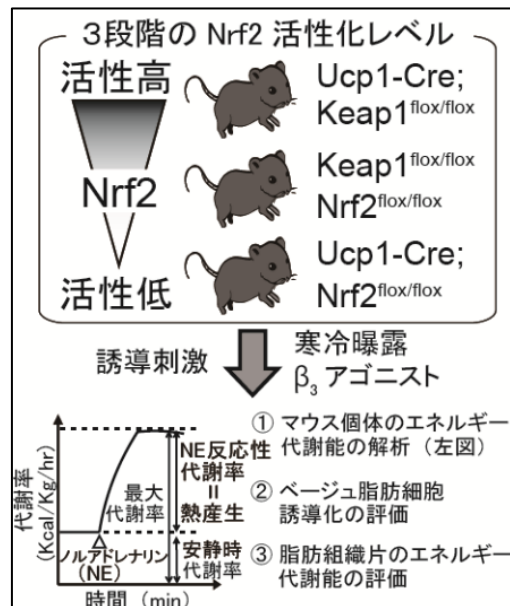 3段階の Nrf2 活性化レベル
活性高
Nrf2
活性低
Ucp1-Cre;
Keap1flox/flox
Keap1flox/flox
Nrf2flox/flox
Ucp1-Cre;
Nrf2flox/flox
誘導刺激
寒冷曝露
β3 アゴニスト
代謝率
(Kcal/Kg/hr)
最大
代謝率
NE反応性
代謝率
=
熱産生
安静時
代謝率
ノルアドレナリン
(NE)
時間 (min)
① マウス個体のエネルギー
代謝能の解析(左図)
② ベージュ脂肪細胞
誘導化の評価
③ 脂肪組織片のエネルギー
代謝能の評価